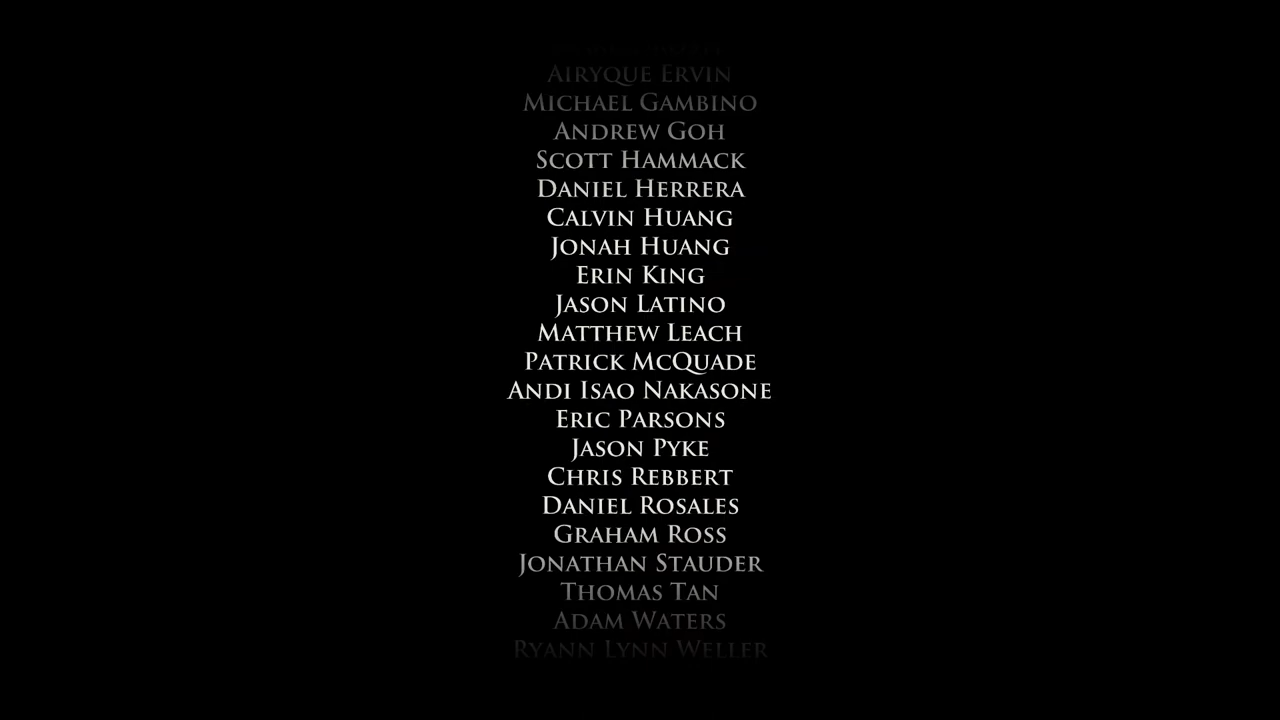 Airyque Ervin
Michael Gambino
Andrew Goh
Scott Hammack
Daniel Herrera
Calvin Huang
Jonah Huang
Erin King
Jason Latino
Matthew Leach
Patrick McQuade
Andi Isao Nakasone
Eric Parsons
Jason Pyke
Chris Rebbert
Daniel Rosales
Graham Ross
Jonathan Stauder
Thomas Tan
Adam Waters
Ryann Lynn Weller